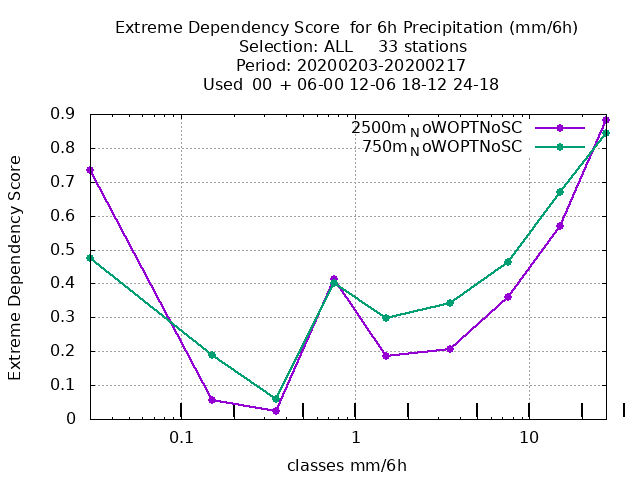 Extreme Dependency Score  for 6h Precipitation (mm/6h)
Selection: ALL     33 stations
Period: 20200203-20200217
Used  00  + 06-00 12-06 18-12 24-18
2500m_NoWOPTNoSC
750m_NoWOPTNoSC
Extreme Dependency Score
0.9
0.8
0.7
0.6
0.5
0.4
0.3
0.2
0.1
0
0.1 1 10
classes mm/6h